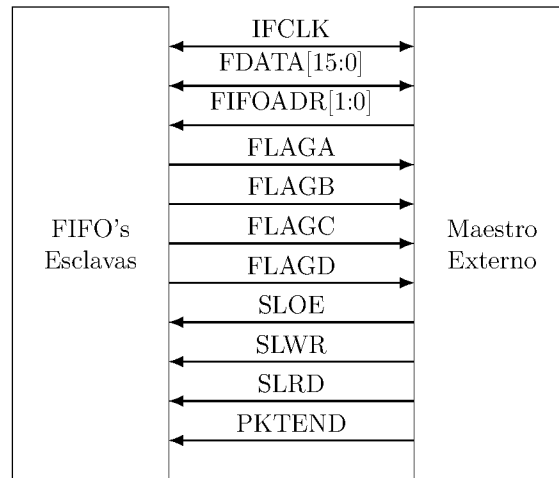 IFCLK
FDATA[15:0]
FIFOADR[1:0]
FLAGA
FLAGB
FLAGC
FLAGD
SLOE
SLWR
SLRD
PKTEND
FIFO's
Esclavas
Maestro
Externo